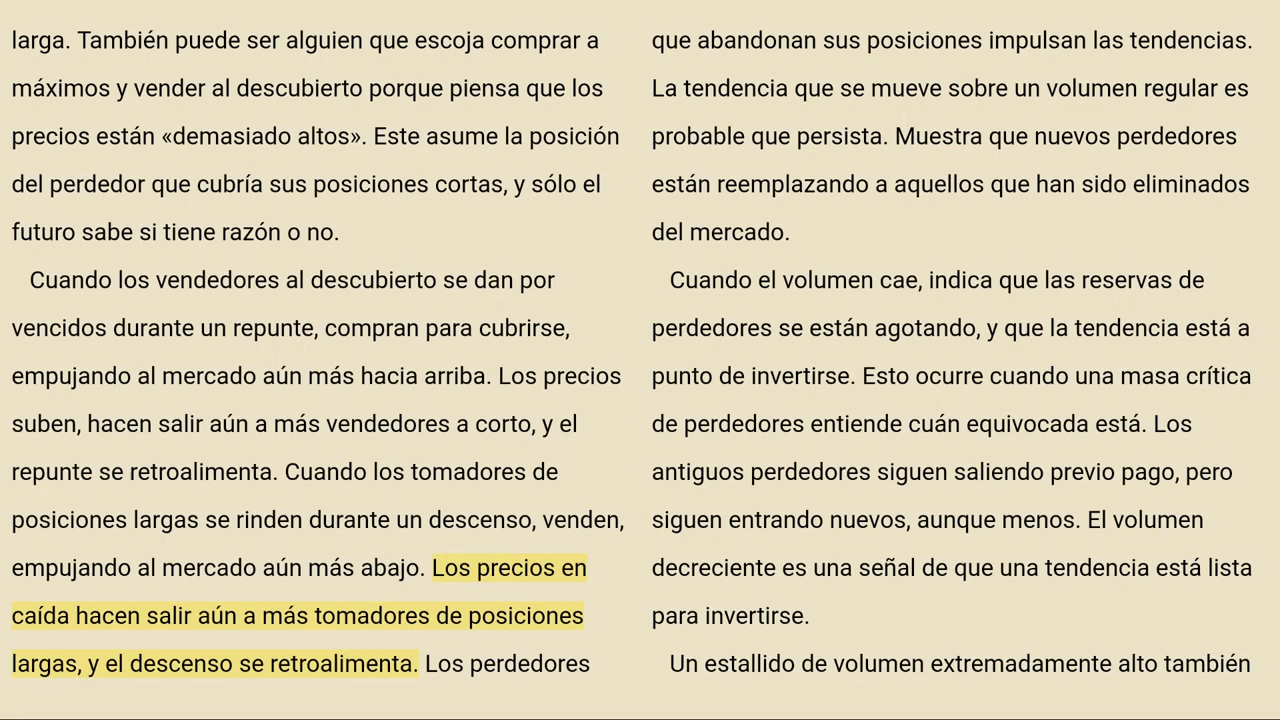 larga. También puede ser alguien que escoja comprar a
máximos y vender al descubierto porque piensa que los
precios están «demasiado altos». Este asume la posición
del perdedor que cubría sus posiciones cortas, y sólo el
futuro sabe si tiene razón o no.
Cuando los vendedores al descubierto se dan por
vencidos durante un repunte, compran para cubrirse,
empujando al mercado aún más hacia arriba. Los precios
suben, hacen salir aún a más vendedores a corto, y el
repunte se retroalimenta. Cuando los tomadores de
posiciones largas se rinden durante un descenso, venden,
empujando al mercado aún más abajo. Los precios en
caída hacen salir aún a más tomadores de posiciones
largas, y el descenso se retroalimenta. Los perdedores
que abandonan sus posiciones impulsan las tendencias.
La tendencia que se mueve sobre un volumen regular es
probable que persista. Muestra que nuevos perdedores
están reemplazando a aquellos que han sido eliminados
del mercado.
Cuando el volumen cae, indica que las reservas de
perdedores se están agotando, y que la tendencia está a
punto de invertirse. Esto ocurre cuando una masa crítica
de perdedores entiende cuán equivocada está. Los
antiguos perdedores siguen saliendo previo pago, pero
siguen entrando nuevos, aunque menos. El volumen
decreciente es una señal de que una tendencia está lista
para invertirse.
Un estallido de volumen extremadamente alto también